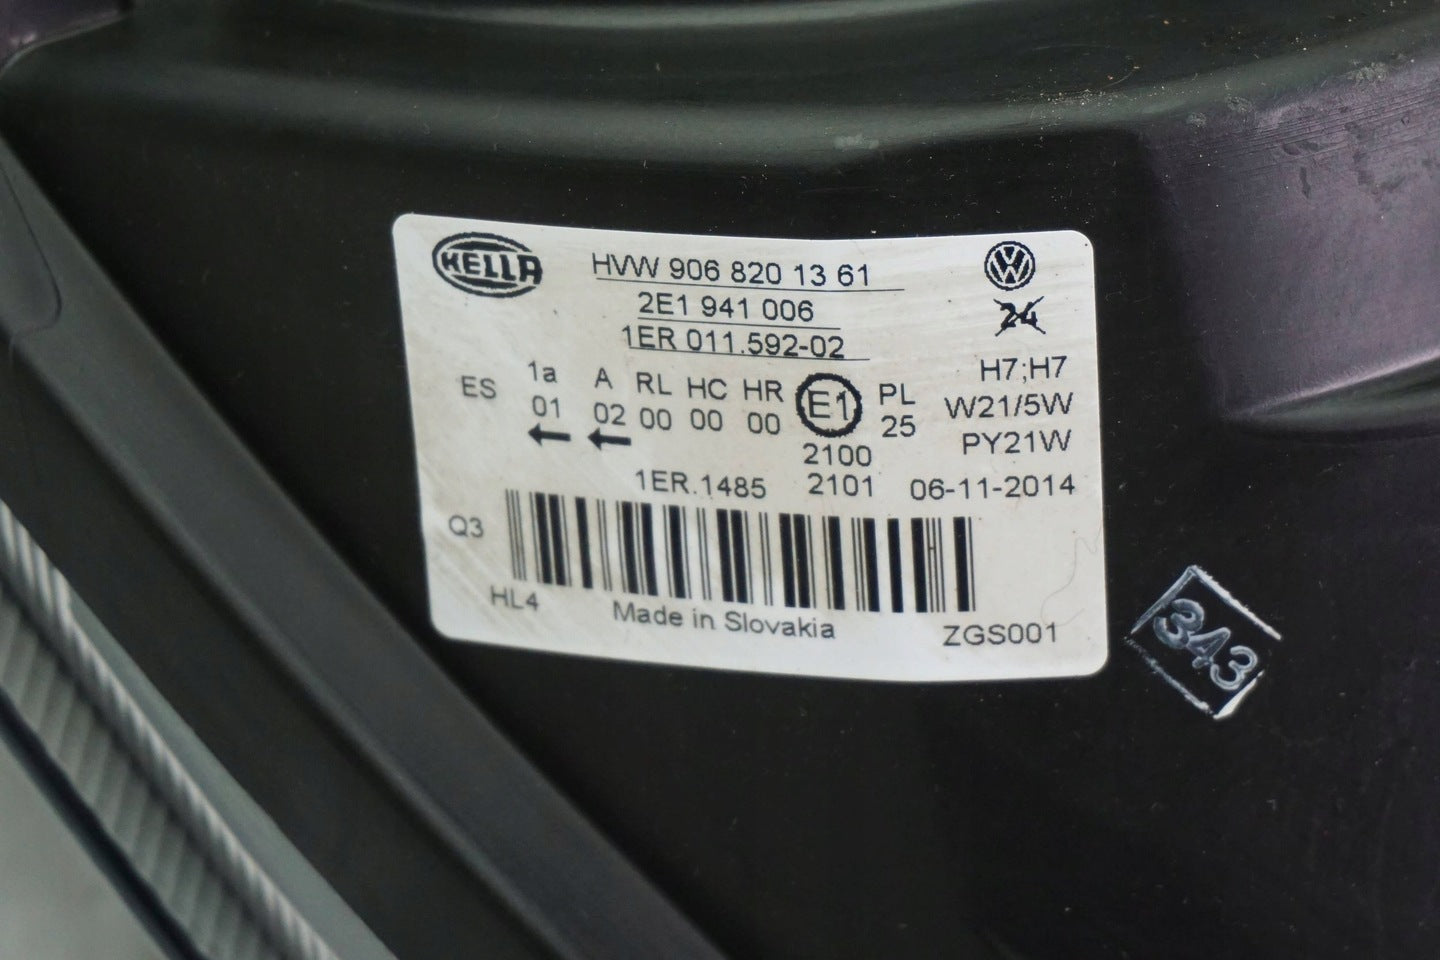 HELLA
HVW 906 820 13 61
2E1 941 006
1ER 011.592-02
24
ES 1a A RL HC HR E1 PL H7;H7
01 02 00 00 00 25 W21/5W
2100 PY21W
1ER.1485 2101 06-11-2014
Q3
HL4 Made in Slovakia ZGS001
343